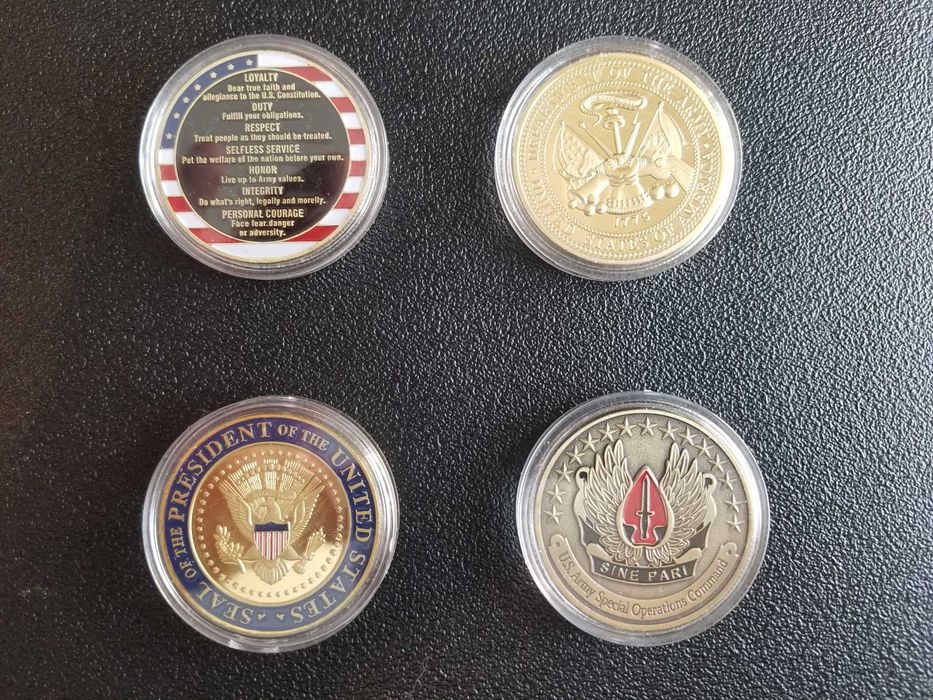 LOYALTY
Bear true faith and
allegiance to the U.S. Constitution.
DUTY
Fulfill your obligations.
RESPECT
Treat people as they should be treated.
SELFLESS SERVICE
Put the welfare of the nation before your own.
HONOR
Live up to Army values.
INTEGRITY
Do what's right, legally and morelly.
PERSONAL COURAGE
Face fear.danger
or adversity.
OF THE
UNITED STATES OF AMERICA
1775
SEAL OF THE PRESIDENT OF THE UNITED STATES
SINE PARI
U.S. Army Special Operations Command